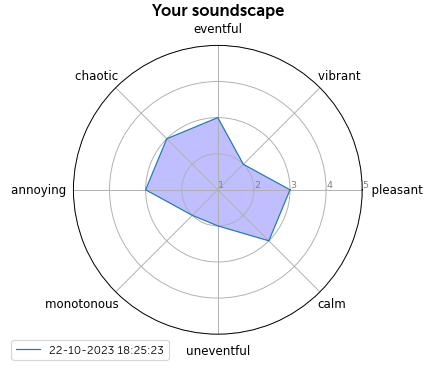 Your soundscape
eventful
chaotic
vibrant
annoying
1
2
3
4
5
pleasant
monotonous
calm
uneventful
22-10-2023 18:25:23